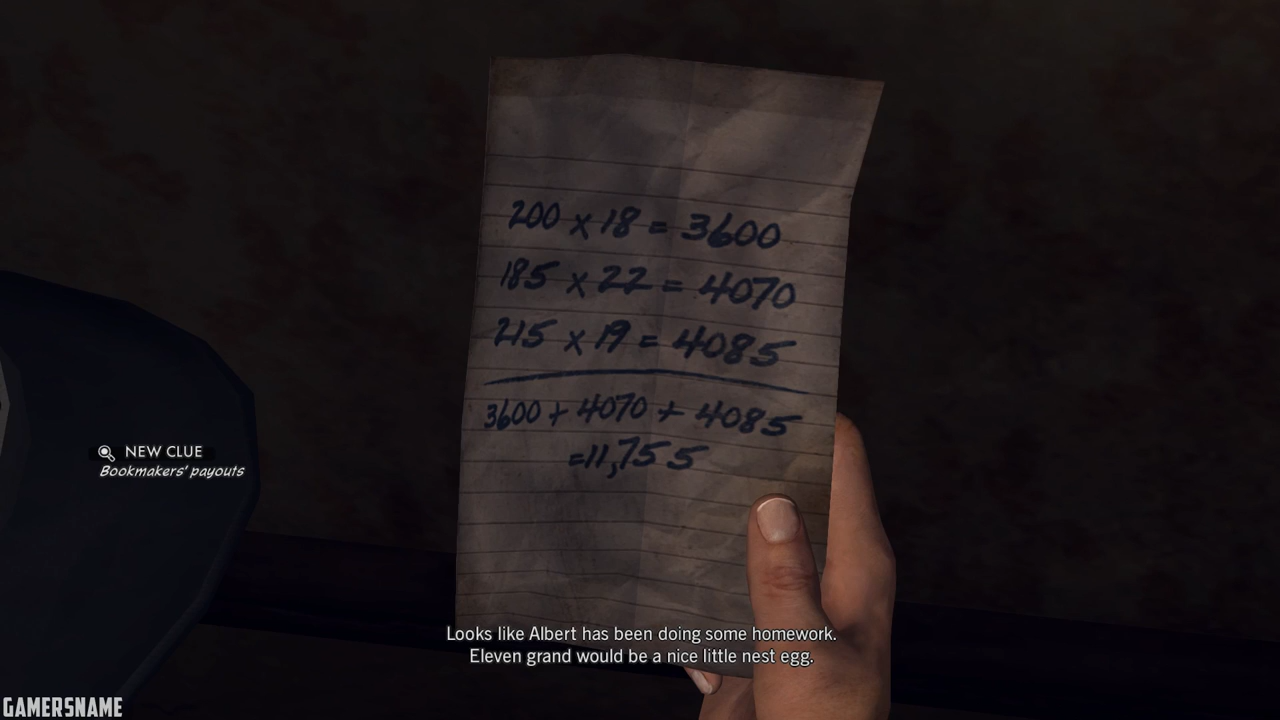 200 x 18 = 3600
185 x 22 = 4070
215 x 19 = 4085
3600 + 4070 + 4085
=11,755
NEW CLUE
Bookmakers' payouts
Looks like Albert has been doing some homework.
Eleven grand would be a nice little nest egg.
GAMERSNAME